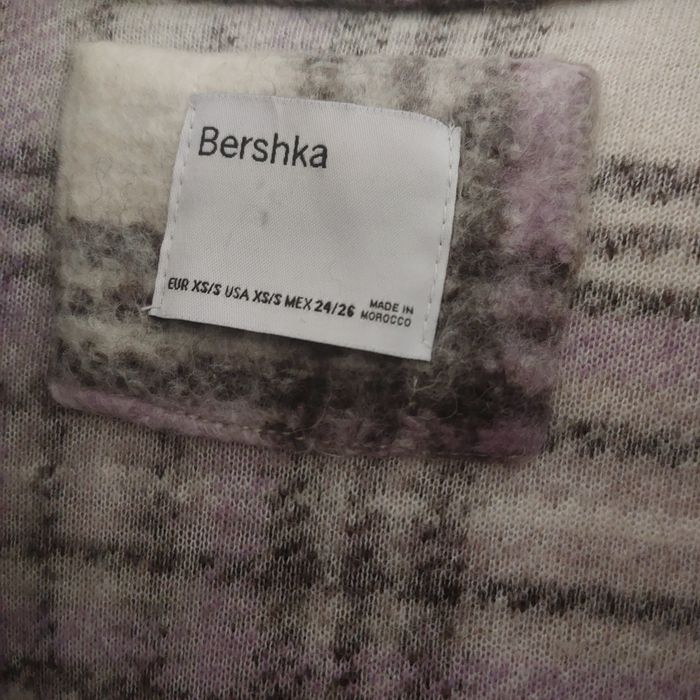 Bershka
EUR XS/S USA XS/S MEX 24/26 MADE IN
MOROCCO